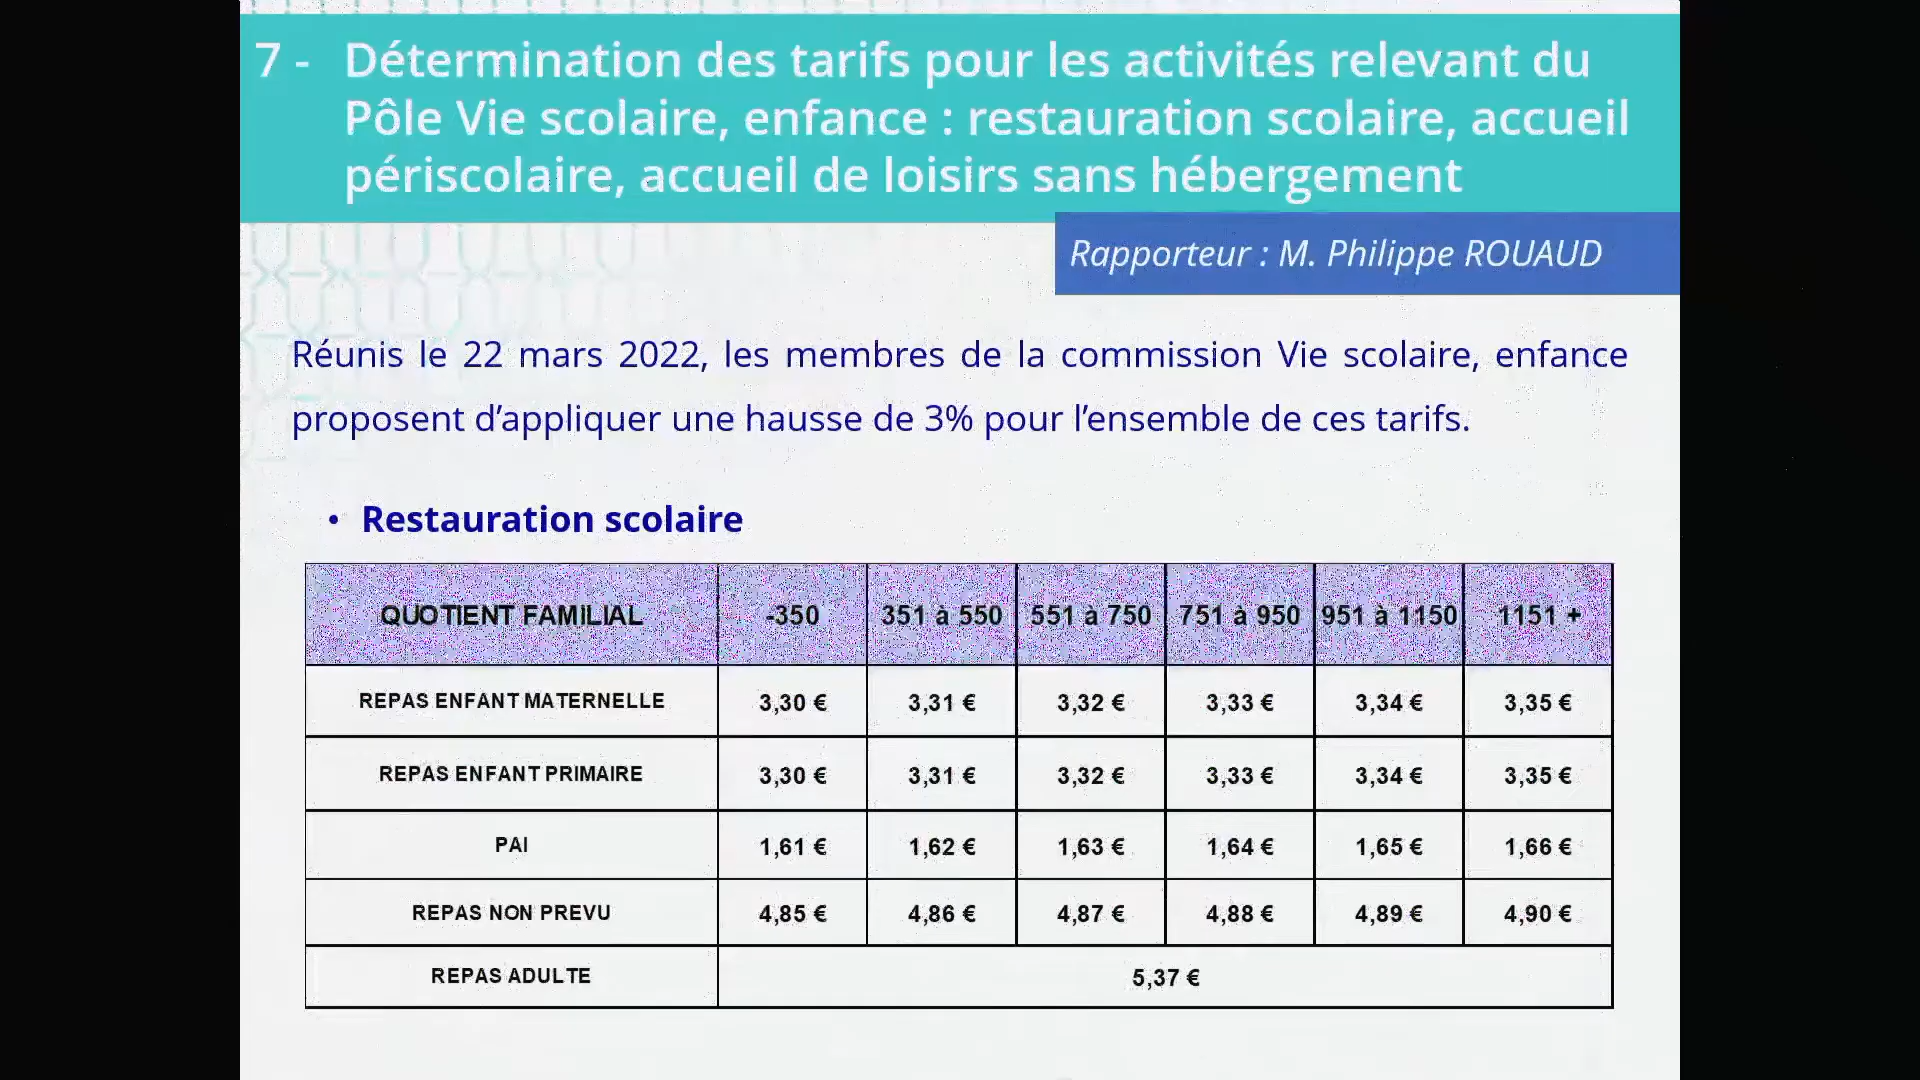 7 - Détermination des tarifs pour les activités relevant du
Pôle Vie scolaire, enfance : restauration scolaire, accueil
périscolaire, accueil de loisirs sans hébergement
Rapporteur : M. Philippe ROUAUD
Réunis le 22 mars 2022, les membres de la commission Vie scolaire, enfance
proposent d’appliquer une hausse de 3% pour l’ensemble de ces tarifs.
• Restauration scolaire
QUOTIENT FAMILIAL -350 351 à 550 551 à 750 751 à 950 951 à 1150 1151 +
REPAS ENFANT MATERNELLE 3,30 € 3,31 € 3,32 € 3,33 € 3,34 € 3,35 €
REPAS ENFANT PRIMAIRE 3,30 € 3,31 € 3,32 € 3,33 € 3,34 € 3,35 €
PAI 1,61 € 1,62 € 1,63 € 1,64 € 1,65 € 1,66 €
REPAS NON PREVU 4,85 € 4,86 € 4,87 € 4,88 € 4,89 € 4,90 €
REPAS ADULTE 5,37 €